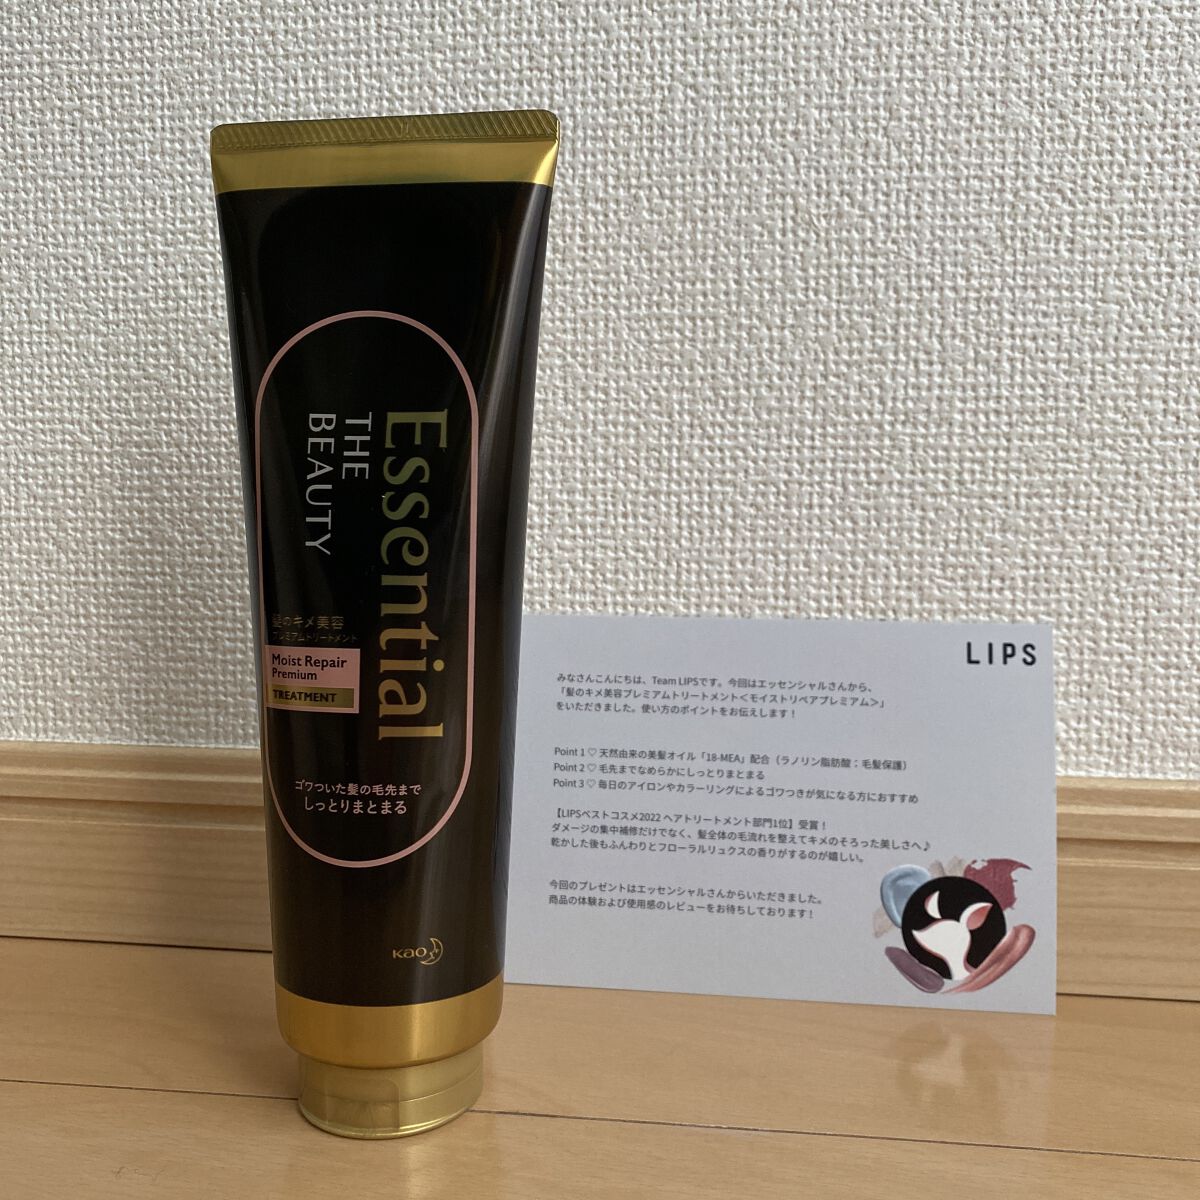 Essential
THE
BEAUTY
髪のキメ美容
プレミアムトリートメント
Moist Repair
Premium
TREATMENT
ゴワついた髪の毛先まで
しっとりまとまる
Kao
LIPS
みなさんこんにちは、Team LIPSです。今回はエッセンシャルさんから、
「髪のキメ美容プレミアムトリートメント＜モイストリペアプレミアム＞」
をいただきました。使い方のポイントをお伝えします！
Point 1 ♡ 天然由来の美髪オイル「18-MEA」配合（ラノリン脂肪酸：毛髪保護）
Point 2 ♡ 毛先までなめらかにしっとりまとまる
Point 3 ♡ 毎日のアイロンやカラーリングによるゴワつきが気になる方におすすめ
【LIPSベストコスメ2022 ヘアトリートメント部門1位】受賞！
ダメージの集中補修だけでなく、髪全体の毛流れを整えてキメのそろった美しさへ♪
乾かした後もふんわりとフローラルリュクスの香りがするのが嬉しい。
今回のプレゼントはエッセンシャルさんからいただきました。
商品の体験および使用感のレビューをお待ちしております！